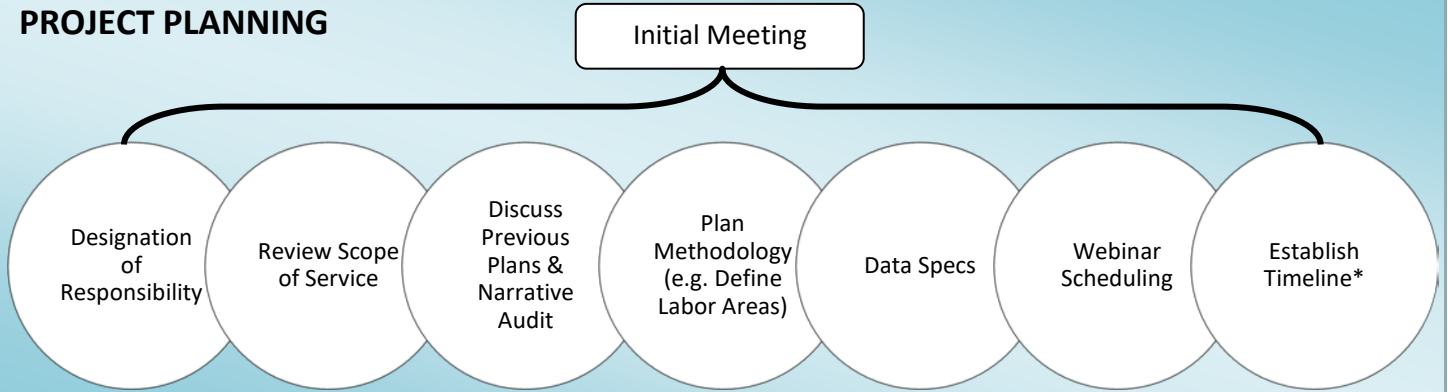 PROJECT PLANNING
Initial Meeting
Designation
of
Responsibility
Review Scope
of Service
Discuss
Previous
Plans &
Narrative
Audit
Plan
Methodology
(e.g. Define
Labor Areas)
Data Specs
Webinar
Scheduling
Establish
Timeline*